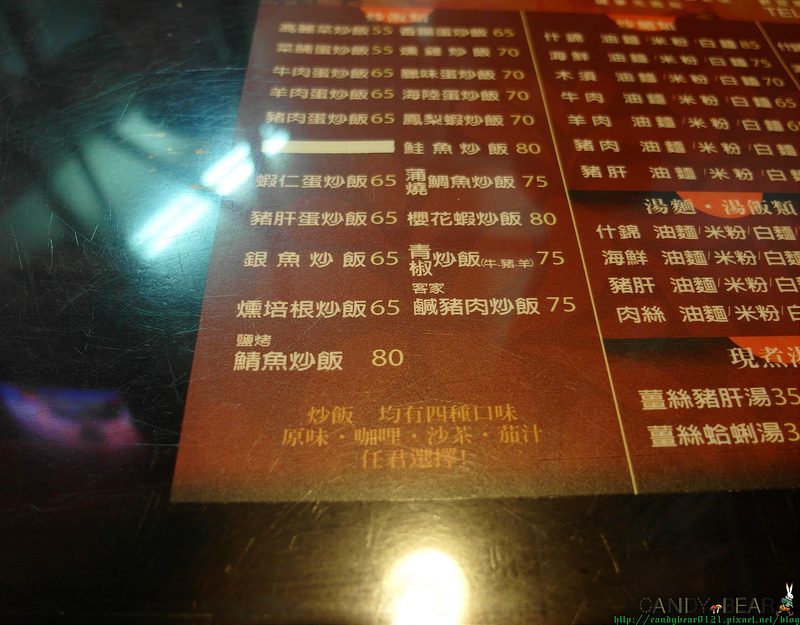 TEL
炒飯類
高麗菜炒飯55 香腸蛋炒飯65
菜脯蛋炒飯55 燻雞炒飯70
牛肉蛋炒飯65 臘味蛋炒飯70
羊肉蛋炒飯65 海陸蛋炒飯70
豬肉蛋炒飯65 鳳梨蝦炒飯70
鮭魚炒飯80
蝦仁蛋炒飯65 蒲燒鯛魚炒飯75
豬肝蛋炒飯65 櫻花蝦炒飯80
銀魚炒飯65 青椒炒飯(牛.豬.羊)75
燻培根炒飯65 客家鹹豬肉炒飯75
鹽烤鯖魚炒飯 80
炒飯 均有四種口味
原味・咖哩・沙茶・茄汁
任君選擇!
炒麵類
什錦 油麵/米粉/白麵65
海鮮 油麵/米粉/白麵75
木須 油麵/米粉/白麵70
牛肉 油麵/米粉/白麵65
羊肉 油麵/米粉/白麵65
豬肉 油麵/米粉/白麵
豬肝 油麵/米粉/白麵
湯麵・湯飯類
什錦 油麵/米粉/白麵
海鮮 油麵/米粉/白麵
豬肝 油麵/米粉/白
肉絲 油麵/米粉/白
現煮湯
薑絲豬肝湯35
薑絲蛤蜊湯3
CANDY BEAR
http://candybear0121.pixnet.net/blog